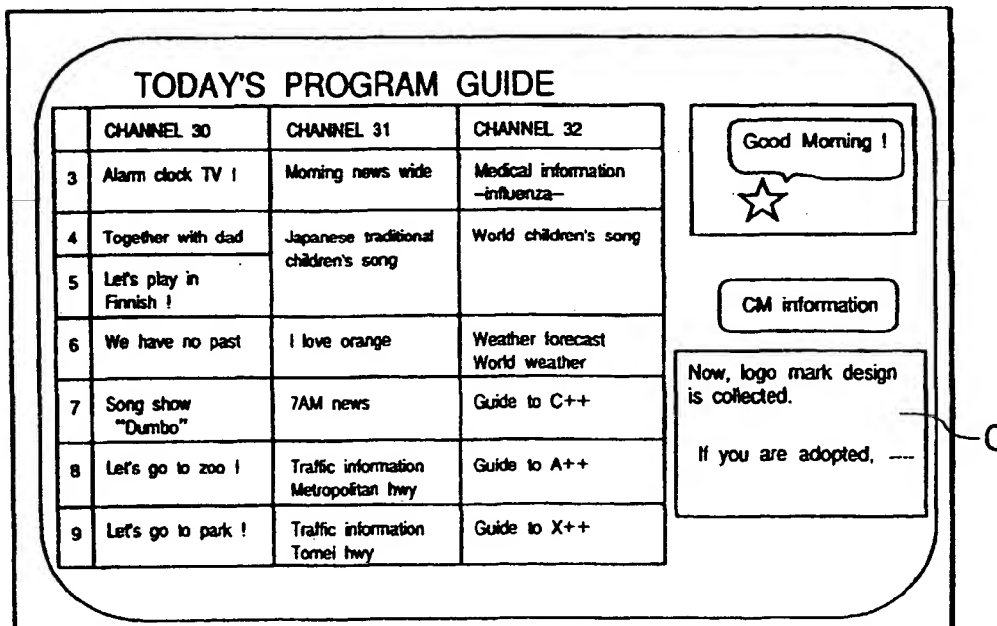 TODAY'S PROGRAM GUIDE
CHANNEL 30 CHANNEL 31 CHANNEL 32
3 Alarm clock TV ! Morning news wide Medical information
–influenza–
4 Together with dad Japanese traditional World children's song
children's song
5 Let's play in
Finnish !
6 We have no past I love orange Weather forecast
World weather
7 Song show 7AM news Guide to C++
"Dumbo"
8 Let's go to zoo ! Traffic information Guide to A++
Metropolitan hwy
9 Let's go to park ! Traffic information Guide to X++
Tomei hwy
Good Morning !
CM information
Now, logo mark design
is collected.
If you are adopted, ----